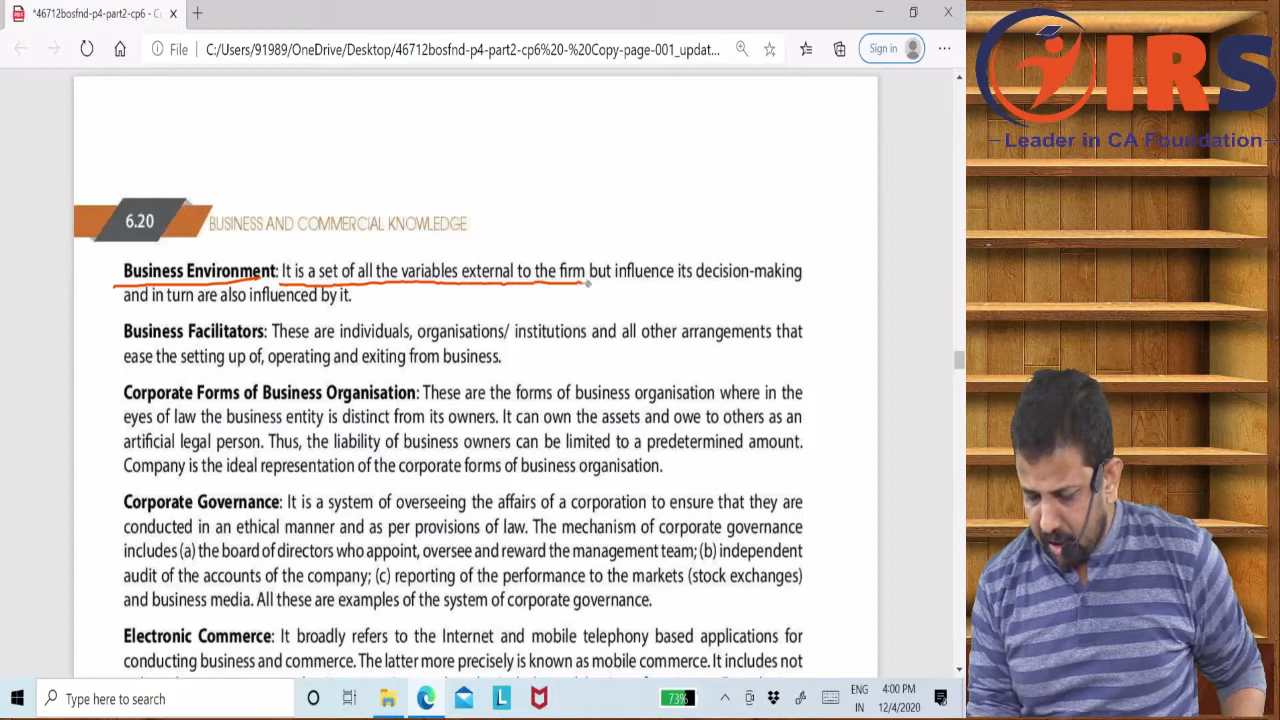 *46712bosfnd-p4-part2-cp6 - C
File
C:/Users/91989/OneDrive/Desktop/46712bosfnd-p4-part2-cp6%20-%20Copy-page-001_updat...
Sign in
IRS
Leader in CA Foundation
6.20
BUSINESS AND COMMERCIAL KNOWLEDGE
Business Environment: It is a set of all the variables external to the firm but influence its decision-making
and in turn are also influenced by it.
Business Facilitators: These are individuals, organisations/ institutions and all other arrangements that
ease the setting up of, operating and exiting from business.
Corporate Forms of Business Organisation: These are the forms of business organisation where in the
eyes of law the business entity is distinct from its owners. It can own the assets and owe to others as an
artificial legal person. Thus, the liability of business owners can be limited to a predetermined amount.
Company is the ideal representation of the corporate forms of business organisation.
Corporate Governance: It is a system of overseeing the affairs of a corporation to ensure that they are
conducted in an ethical manner and as per provisions of law. The mechanism of corporate governance
includes (a) the board of directors who appoint, oversee and reward the management team; (b) independent
audit of the accounts of the company; (c) reporting of the performance to the markets (stock exchanges)
and business media. All these are examples of the system of corporate governance.
Electronic Commerce: It broadly refers to the Internet and mobile telephony based applications for
conducting business and commerce. The latter more precisely is known as mobile commerce. It includes not
Type here to search
73%
ENG
IN
4:00 PM
12/4/2020